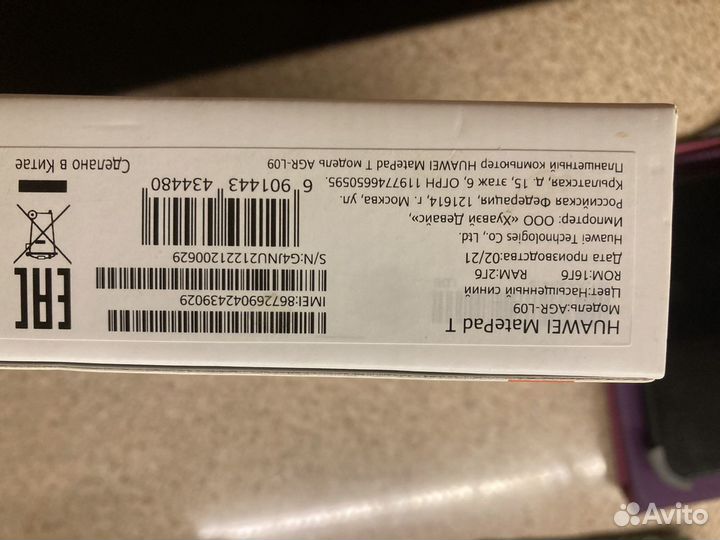 HUAWEI MatePad T
Модель:AGR-L09
Цвет:Насыщенный синий
ROM:16Гб RAM:2Гб
Дата производства:02/21
Huawei Technologies Co., Ltd.
Импортер: ООО «Хуавэй Девайс»,
Российская Федерация, 121614, г. Москва, ул.
Крылатская, д. 15, этаж 6, ОГРН 1197746650595.
Планшетный компьютер HUAWEI MatePad T модель AGR-L09
IMEI:867269042439029
S/N:G4JNU21221200629
6 901443 434480
EAC
Сделано в Китае
Avito